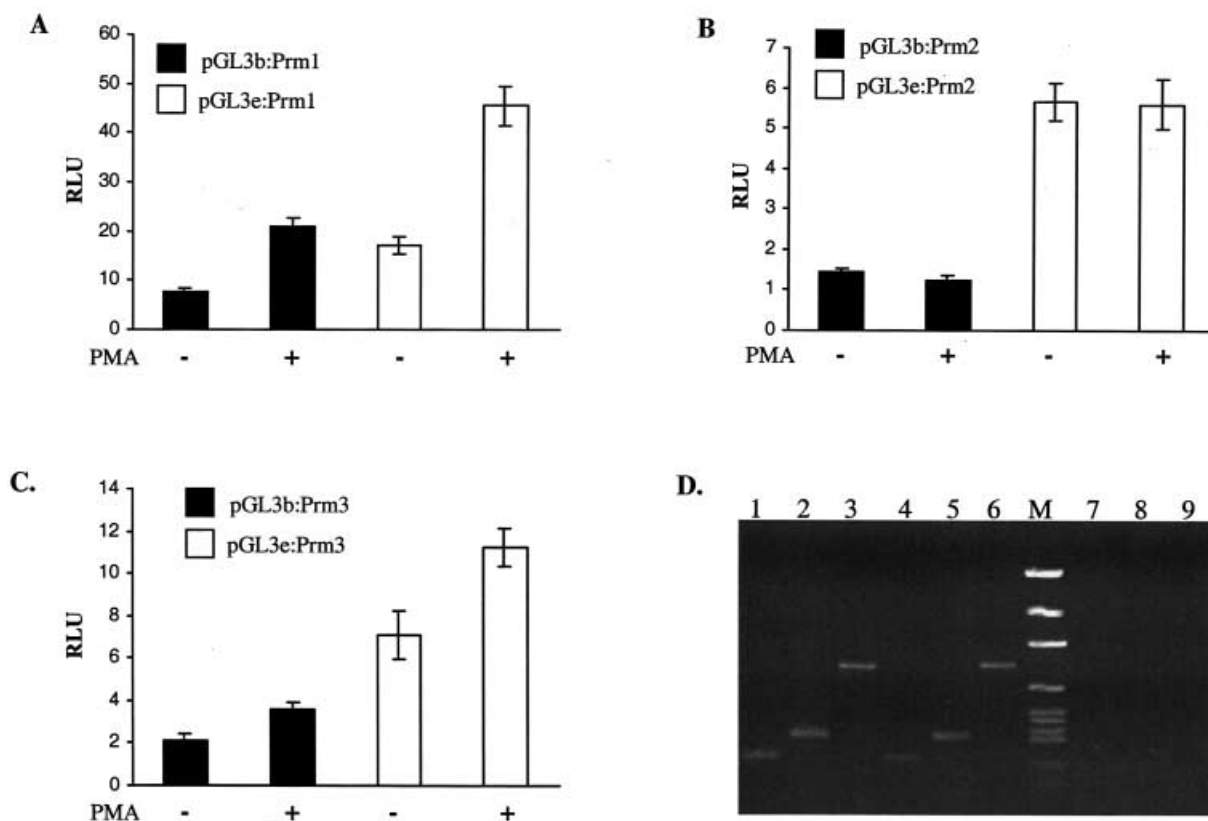 A
60
50
40
30
20
10
0
RLU
pGL3b:Prm1
pGL3e:Prm1
PMA - + - +
B
7
6
5
4
3
2
1
0
RLU
pGL3b:Prm2
pGL3e:Prm2
PMA - + - +
C.
14
12
10
8
6
4
2
0
RLU
pGL3b:Prm3
pGL3e:Prm3
PMA - + - +
D.
1 2 3 4 5 6 M 7 8 9